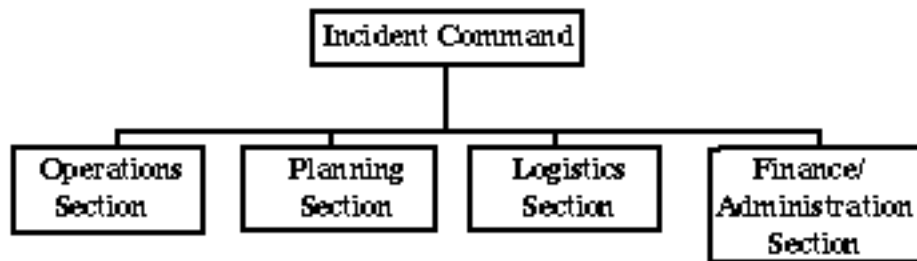 Incident Command
Operations
Section
Planning
Section
Logistics
Section
Finance/
Administration
Section